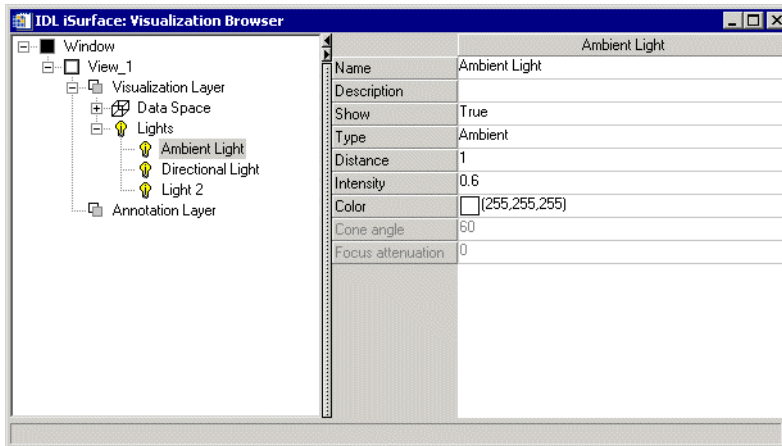 IDL iSurface: Visualization Browser
Window
View_1
Visualization Layer
Data Space
Lights
Ambient Light
Directional Light
Light 2
Annotation Layer
Ambient Light
Name Ambient Light
Description
Show True
Type Ambient
Distance 1
Intensity 0.6
Color (255,255,255)
Cone angle 60
Focus attenuation 0